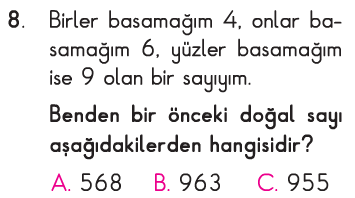 8. Birler basamağım 4, onlar ba-
samağım 6, yüzler basamağım
ise 9 olan bir sayıyım.
Benden bir önceki doğal sayı
aşağıdakilerden hangisidir?
A. 568 B. 963 C. 955